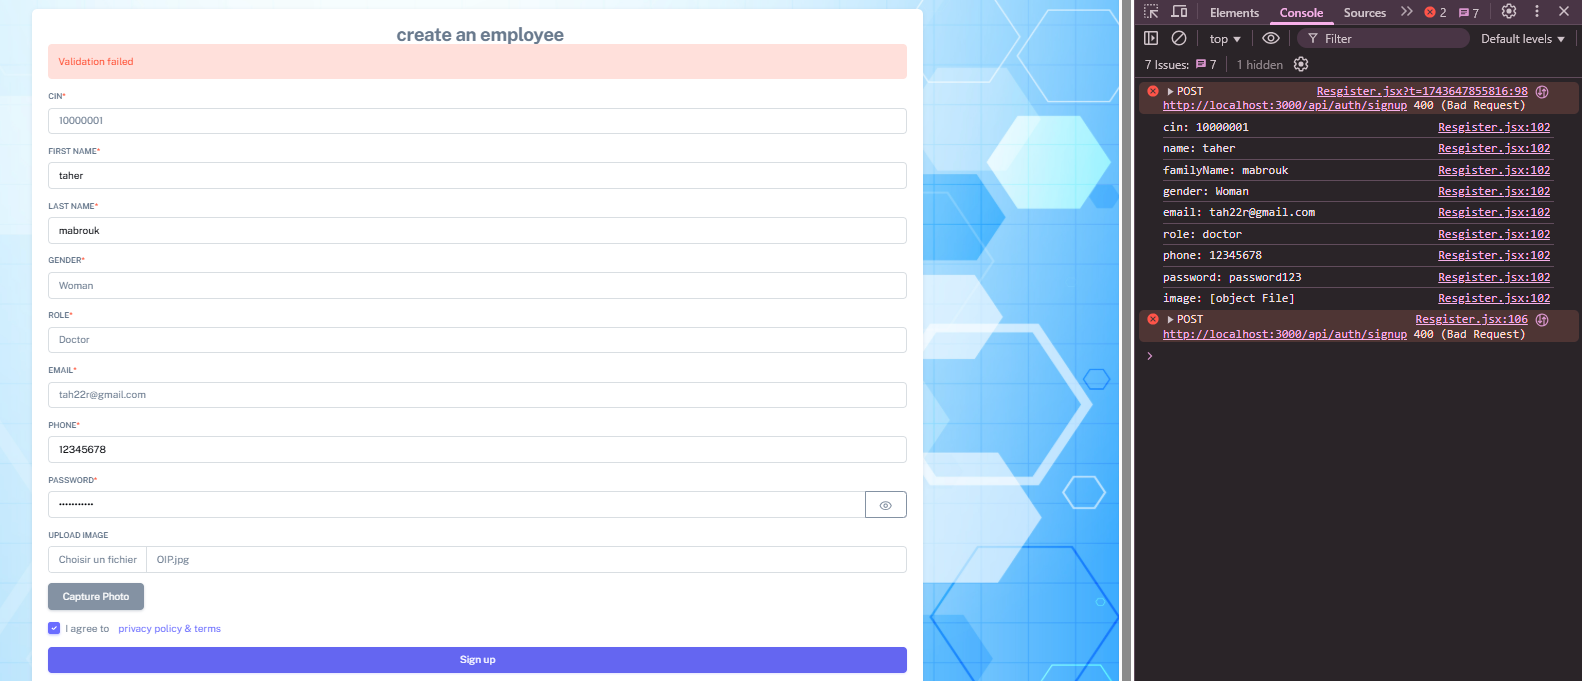 create an employee
Validation failed
CIN*
10000001
FIRST NAME*
taher
LAST NAME*
mabrouk
GENDER*
Woman
ROLE*
Doctor
EMAIL*
tah22r@gmail.com
PHONE*
12345678
PASSWORD*
•••••••••••
UPLOAD IMAGE
Choisir un fichier OIP.jpg
Capture Photo
I agree to privacy policy & terms
Sign up
Elements Console Sources 2 7
top Filter Default levels
7 Issues: 7 1 hidden
POST Resgister.jsx?t=1743647855816:98
http://localhost:3000/api/auth/signup 400 (Bad Request)
cin: 10000001 Resgister.jsx:102
name: taher Resgister.jsx:102
familyName: mabrouk Resgister.jsx:102
gender: Woman Resgister.jsx:102
email: tah22r@gmail.com Resgister.jsx:102
role: doctor Resgister.jsx:102
phone: 12345678 Resgister.jsx:102
password: password123 Resgister.jsx:102
image: [object File] Resgister.jsx:102
POST Resgister.jsx:106
http://localhost:3000/api/auth/signup 400 (Bad Request)